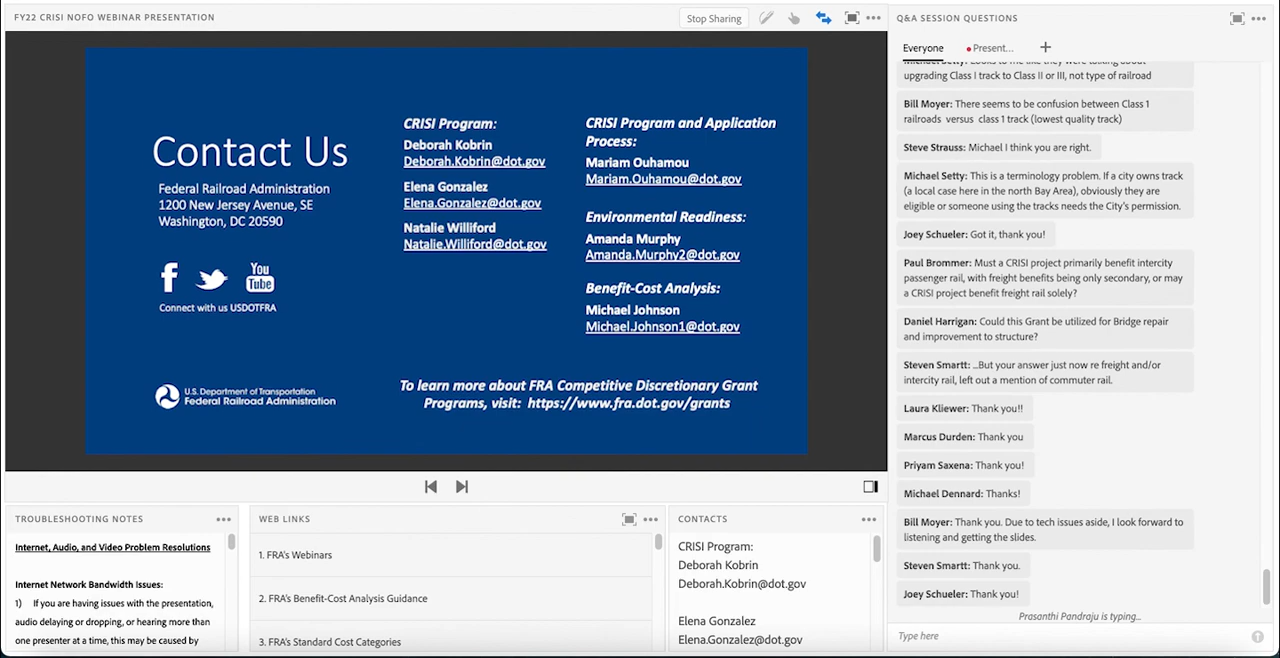 FY22 CRISI NOFO WEBINAR PRESENTATION
Stop Sharing
Contact Us
Federal Railroad Administration
1200 New Jersey Avenue, SE
Washington, DC 20590
You
Tube
Connect with us USDOTFRA
U.S. Department of Transportation
Federal Railroad Administration
CRISI Program:
Deborah Kobrin
Deborah.Kobrin@dot.gov
Elena Gonzalez
Elena.Gonzalez@dot.gov
Natalie Williford
Natalie.Williford@dot.gov
CRISI Program and Application
Process:
Mariam Ouhamou
Mariam.Ouhamou@dot.gov
Environmental Readiness:
Amanda Murphy
Amanda.Murphy2@dot.gov
Benefit-Cost Analysis:
Michael Johnson
Michael.Johnson1@dot.gov
To learn more about FRA Competitive Discretionary Grant
Programs, visit: https://www.fra.dot.gov/grants
TROUBLESHOOTING NOTES
Internet, Audio, and Video Problem Resolutions
Internet Network Bandwidth Issues:
1) If you are having issues with the presentation,
audio delaying or dropping, or hearing more than
one presenter at a time, this may be caused by
WEB LINKS
1. FRA's Webinars
2. FRA's Benefit-Cost Analysis Guidance
3. FRA's Standard Cost Categories
CONTACTS
CRISI Program:
Deborah Kobrin
Deborah.Kobrin@dot.gov
Elena Gonzalez
Elena.Gonzalez@dot.gov
Q&A SESSION QUESTIONS
Everyone
Present...
Michael Setty: Looks to me like they were talking about
upgrading Class I track to Class II or III, not type of railroad
Bill Moyer: There seems to be confusion between Class 1
railroads versus class 1 track (lowest quality track)
Steve Strauss: Michael I think you are right.
Michael Setty: This is a terminology problem. If a city owns track
(a local case here in the north Bay Area), obviously they are
eligible or someone using the tracks needs the City's permission.
Joey Schueler: Got it, thank you!
Paul Brommer: Must a CRISI project primarily benefit intercity
passenger rail, with freight benefits being only secondary, or may
a CRISI project benefit freight rail solely?
Daniel Harrigan: Could this Grant be utilized for Bridge repair
and improvement to structure?
Steven Smartt: ...But your answer just now re freight and/or
intercity rail, left out a mention of commuter rail.
Laura Kliewer: Thank you!!
Marcus Durden: Thank you
Priyam Saxena: Thank you!
Michael Dennard: Thanks!
Bill Moyer: Thank you. Due to tech issues aside, I look forward to
listening and getting the slides.
Steven Smartt: Thank you.
Joey Schueler: Thank you!
Prasanthi Pandraju is typing...
Type here